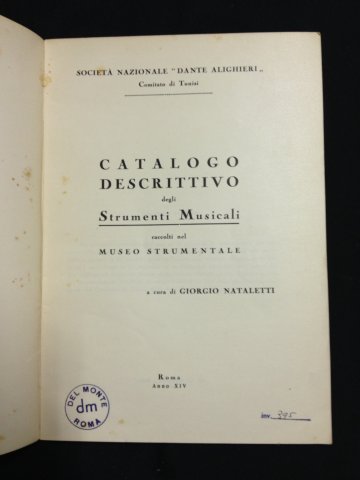 SOCIETÀ NAZIONALE "DANTE ALIGHIERI„
Comitato di Tunisi
CATALOGO
DESCRITTIVO
degli
Strumenti Musicali
raccolti nel
MUSEO STRUMENTALE
a cura di GIORGIO NATALETTI
Roma
ANNO XIV
DEL MONTE
dm
ROMA
inv. 395